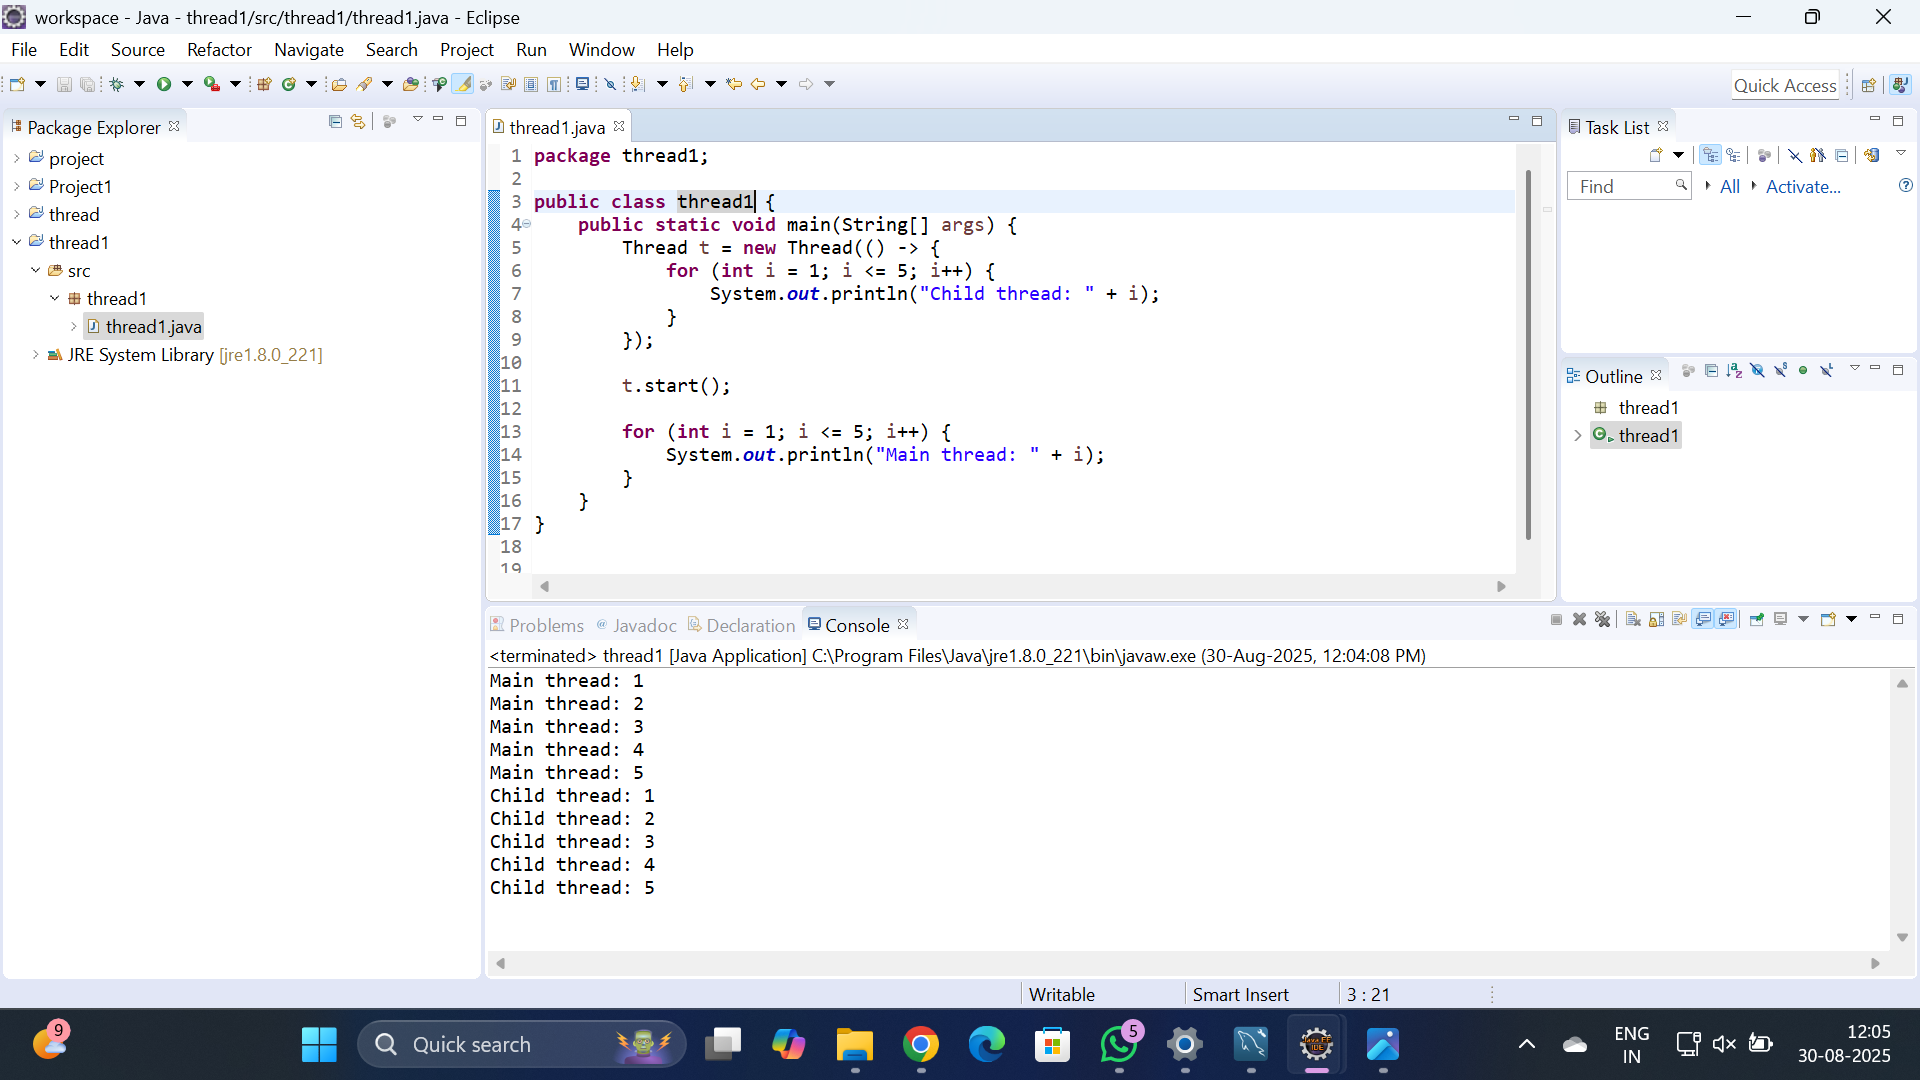 workspace - Java - thread1/src/thread1/thread1.java - Eclipse
File Edit Source Refactor Navigate Search Project Run Window Help
Quick Access
Package Explorer
project
Project1
thread
thread1
src
thread1
thread1.java
JRE System Library [jre1.8.0_221]
thread1.java
1 package thread1;
2
3 public class thread1 {
4 public static void main(String[] args) {
5 Thread t = new Thread(() -> {
6 for (int i = 1; i <= 5; i++) {
7 System.out.println("Child thread: " + i);
8 }
9 });
10
11 t.start();
12
13 for (int i = 1; i <= 5; i++) {
14 System.out.println("Main thread: " + i);
15 }
16 }
17 }
18
19
Task List
Find All Activate...
Outline
thread1
thread1
Problems Javadoc Declaration Console
<terminated> thread1 [Java Application] C:\Program Files\Java\jre1.8.0_221\bin\javaw.exe (30-Aug-2025, 12:04:08 PM)
Main thread: 1
Main thread: 2
Main thread: 3
Main thread: 4
Main thread: 5
Child thread: 1
Child thread: 2
Child thread: 3
Child thread: 4
Child thread: 5
Writable Smart Insert 3 : 21
9
Quick search
5
ENG
IN
12:05
30-08-2025